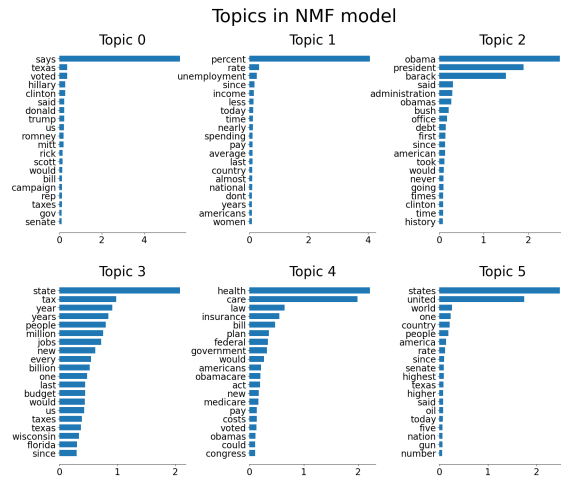 Topics in NMF model
Topic 0
says
texas
voted
hillary
clinton
said
donald
trump
us
romney
mitt
rick
scott
would
bill
campaign
rep
taxes
gov
senate
0 2 4
Topic 1
percent
rate
unemployment
since
income
less
today
time
nearly
spending
pay
average
last
country
almost
national
dont
years
americans
women
0 2 4
Topic 2
obama
president
barack
said
administration
obamas
bush
office
debt
first
since
american
took
would
never
going
times
clinton
time
history
0 1 2
Topic 3
state
tax
year
years
people
million
jobs
new
every
billion
one
last
budget
would
us
taxes
texas
wisconsin
florida
since
0 1 2
Topic 4
health
care
law
insurance
bill
plan
federal
government
would
americans
obamacare
act
new
medicare
pay
costs
voted
obamas
could
congress
0 1 2
Topic 5
states
united
world
one
country
people
america
rate
since
senate
highest
texas
higher
said
oil
today
five
nation
gun
number
0 1 2